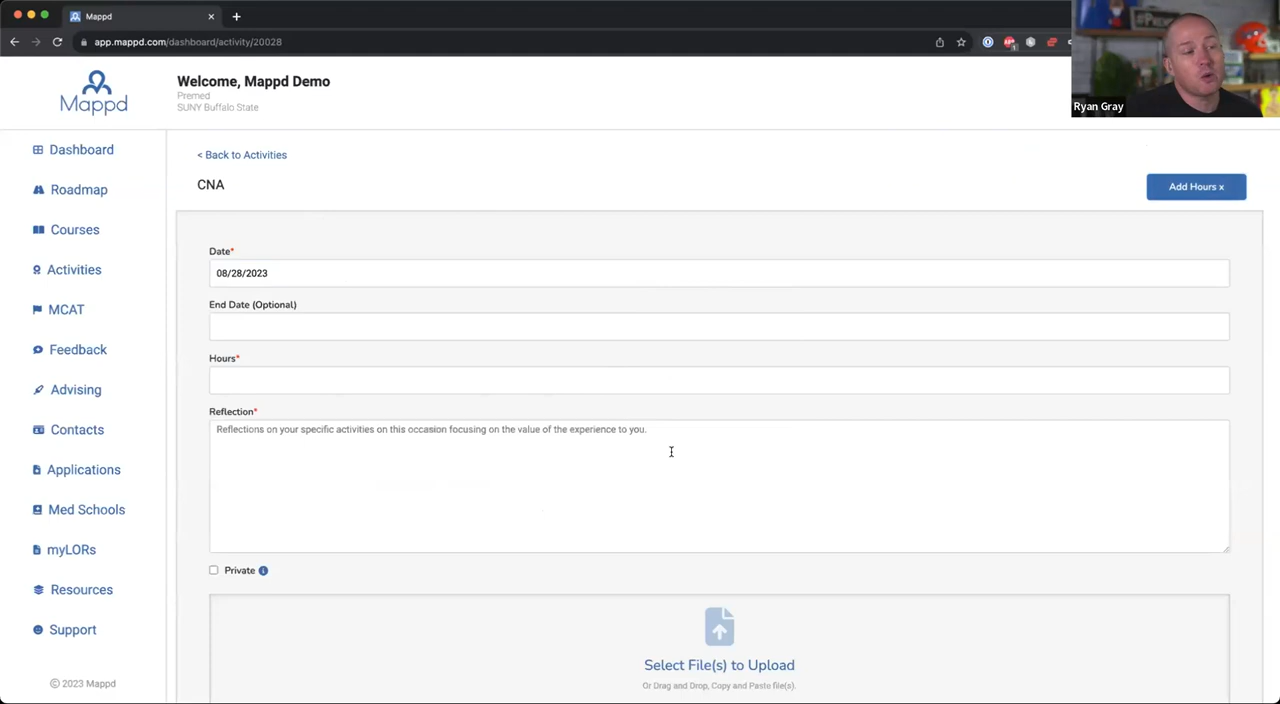 Mappd
app.mappd.com/dashboard/activity/20028
Ryan Gray
Mappd
Welcome, Mappd Demo
Premed
SUNY Buffalo State
Dashboard
Roadmap
Courses
Activities
MCAT
Feedback
Advising
Contacts
Applications
Med Schools
myLORs
Resources
Support
© 2023 Mappd
< Back to Activities
CNA
Add Hours x
Date*
08/28/2023
End Date (Optional)
Hours*
Reflection*
Reflections on your specific activities on this occasion focusing on the value of the experience to you.
Private
Select File(s) to Upload
Or Drag and Drop, Copy and Paste file(s).